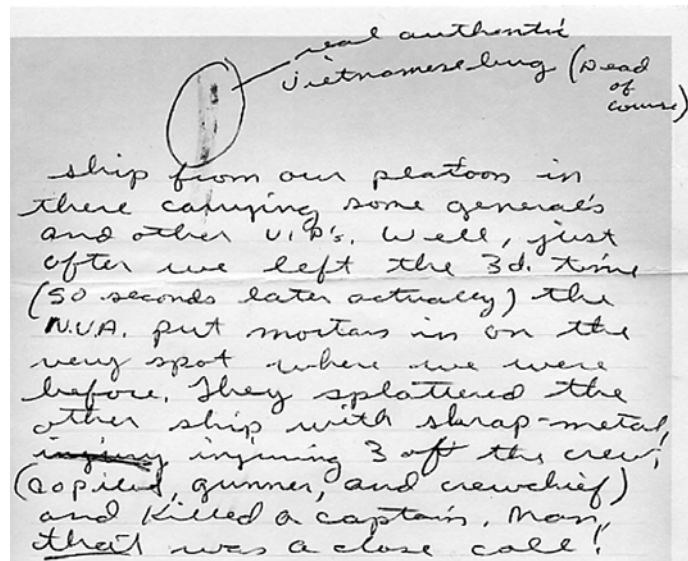 real authentic
Vietnamese bug (Dead
of
course)
ship from our platoon in
there carrying some general's
and other V.I.P's. Well, just
after we left the 3d. time
(50 seconds later actually) the
N.V.A. put mortars in on the
very spot where we were
before. They splattered the
other ship with skrap-metal,
injury injuring 3 of the crew,
(copilot, gunner, and crewchief)
and killed a captain. Man,
that was a close call!